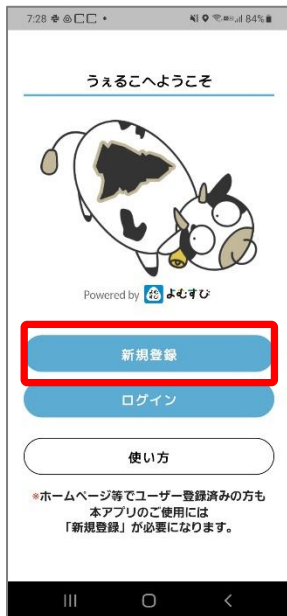 7:28
84%
うぇるこへようこそ
Powered by よむすび
新規登録
ログイン
使い方
※ホームページ等でユーザー登録済みの方も
本アプリのご使用には
「新規登録」が必要になります。